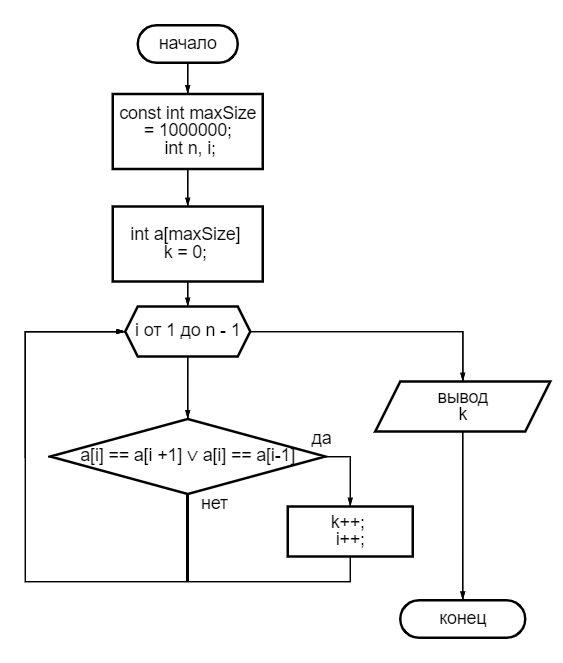 начало
const int maxSize
= 1000000;
int n, i;
int a[maxSize]
k = 0;
i от 1 до n - 1
вывод
k
a[i] == a[i +1] ∨ a[i] == a[i-1]
да
нет
k++;
i++;
конец